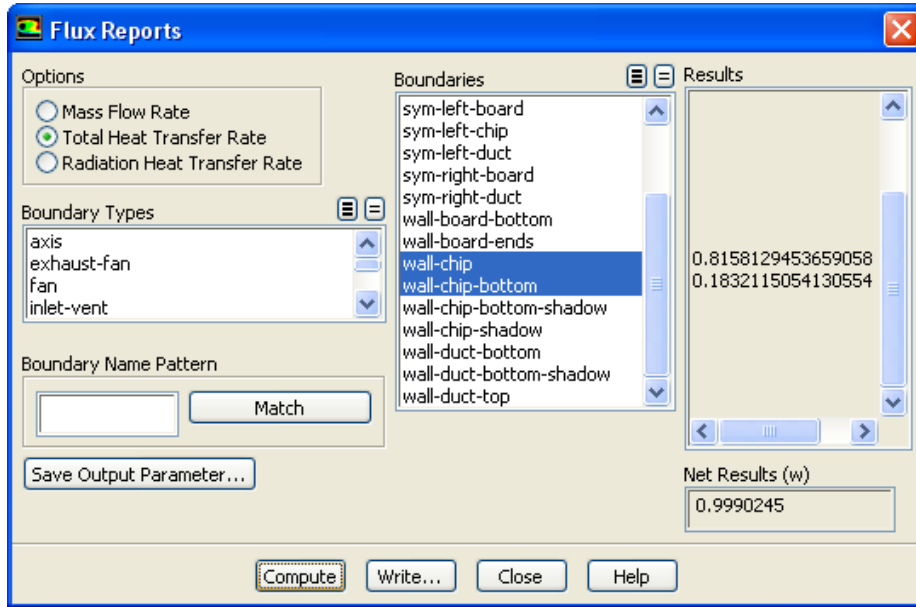 Flux Reports
Options
Mass Flow Rate
Total Heat Transfer Rate
Radiation Heat Transfer Rate
Boundary Types
axis
exhaust-fan
fan
inlet-vent
Boundary Name Pattern
Match
Save Output Parameter...
Boundaries
sym-left-board
sym-left-chip
sym-left-duct
sym-right-board
sym-right-duct
wall-board-bottom
wall-board-ends
wall-chip
wall-chip-bottom
wall-chip-bottom-shadow
wall-chip-shadow
wall-duct-bottom
wall-duct-bottom-shadow
wall-duct-top
Results
0.8158129453659058
0.1832115054130554
Net Results (w)
0.9990245
Compute
Write...
Close
Help